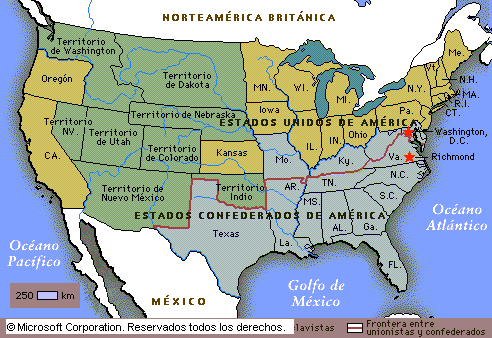 NORTEAMÉRICA BRITÁNICA
Territorio
de Washington
Oregón
Territorio
de Dakota
MN.
WI.
MI.
Me.
VT.
N.H.
MA.
R.I.
CT.
N.Y.
Pa.
Iowa
Territorio de Nebraska
ESTADOS UNIDOS DE AMÉRICA
Territorio
NV.
Territorio
de Utah
Territorio
de Colorado
Kansas
Mo.
IL.
IN.
Ohio
Washington,
D.C.
CA.
Ky.
Va.
Richmond
Territorio de
Nuevo México
Territorio
Indio
AR.
TN.
N.C.
S.C.
ESTADOS CONFEDERADOS DE AMÉRICA
MS.
AL.
Ga.
Texas
La.
FL.
Océano
Pacífico
Océano
Atlántico
Golfo de
México
MÉXICO
250 km
© Microsoft Corporation. Reservados todos los derechos.
elavistas
Frontera entre
unionistas y confederados